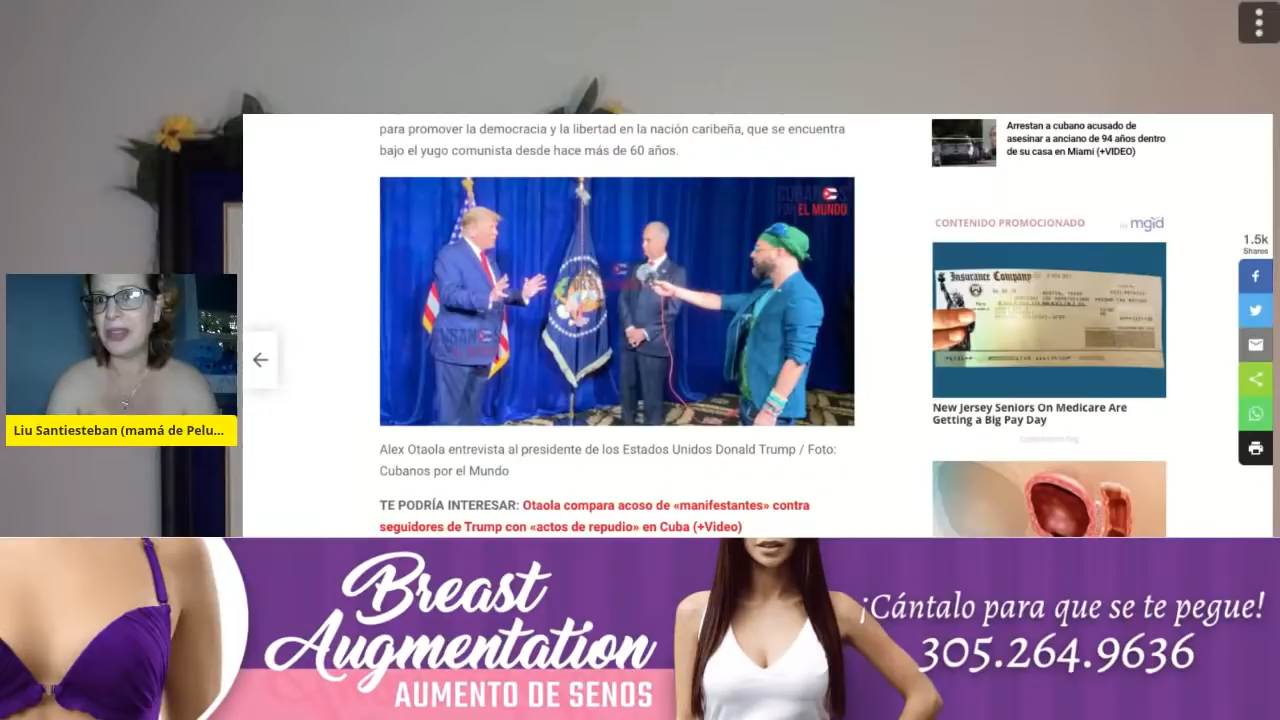 para promover la democracia y la libertad en la nación caribeña, que se encuentra
bajo el yugo comunista desde hace más de 60 años.
CUBANOS
POR EL MUNDO
Alex Otaola entrevista al presidente de los Estados Unidos Donald Trump / Foto:
Cubanos por el Mundo
TE PODRÍA INTERESAR: Otaola compara acoso de «manifestantes» contra
seguidores de Trump con «actos de repudio» en Cuba (+Video)
Arrestan a cubano acusado de
asesinar a anciano de 94 años dentro
de su casa en Miami (+VIDEO)
CONTENIDO PROMOCIONADO
by mgid
Insurance Company
New Jersey Seniors On Medicare Are
Getting a Big Pay Day
1.5k
Shares
Liu Santiesteban (mamá de Pelu...
Breast
Augmentation
AUMENTO DE SENOS
¡Cántalo para que se te pegue!
305.264.9636